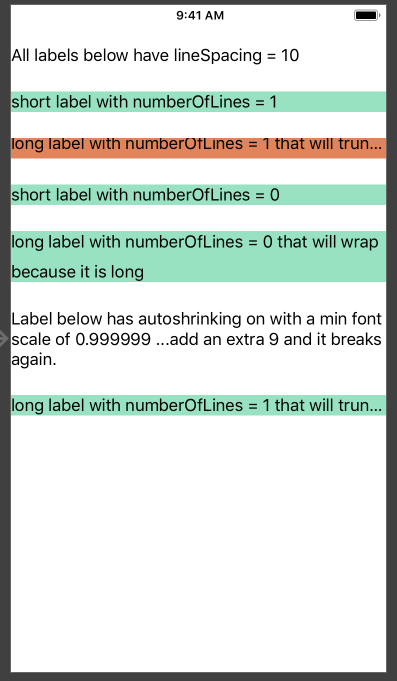 9:41 AM
All labels below have lineSpacing = 10
short label with numberOfLines = 1
long label with numberOfLines = 1 that will trun...
short label with numberOfLines = 0
long label with numberOfLines = 0 that will wrap
because it is long
Label below has autoshrinking on with a min font
scale of 0.999999 ...add an extra 9 and it breaks
again.
long label with numberOfLines = 1 that will trun...